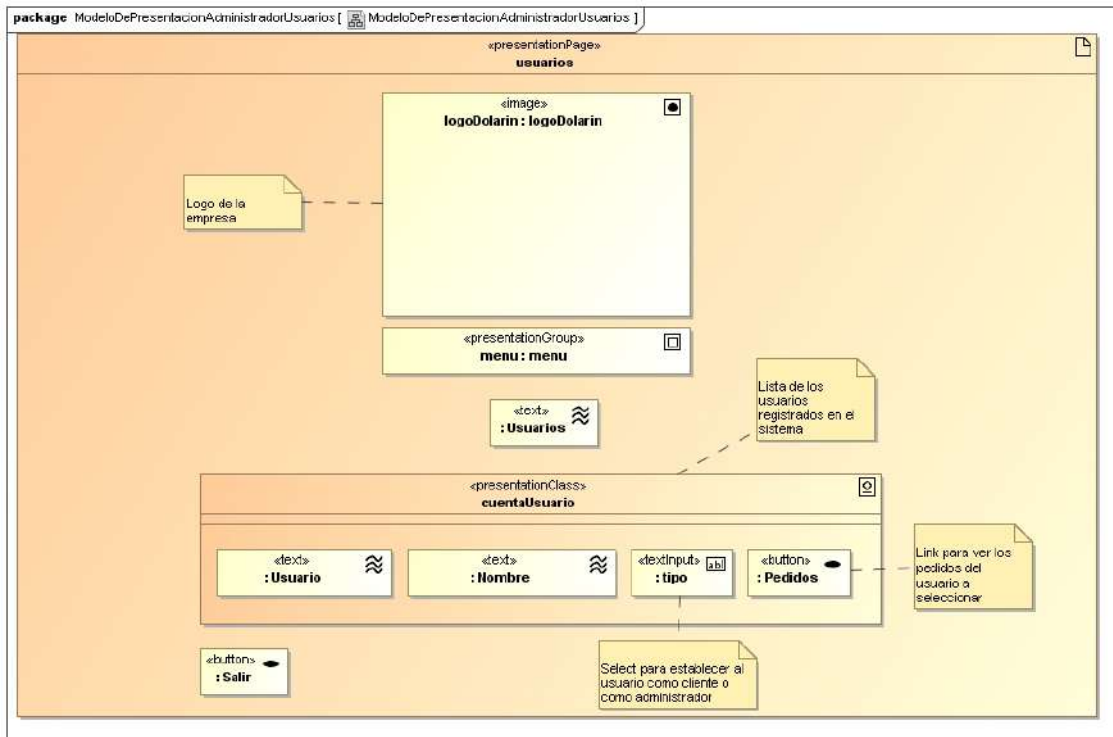 package ModeloDePresentacionAdministradorUsuarios [ ModeloDePresentacionAdministradorUsuarios ]
«presentationPage»
usuarios
«image»
logoDolarin : logoDolarin
Logo de la
empresa
«presentationGroup»
menu : menu
«text»
: Usuarios
Lista de los
usuarios
registrados en el
sistema
«presentationClass»
cuentaUsuario
«text»
: Usuario
«text»
: Nombre
«textInput»
abl
: tipo
«button»
: Pedidos
Link para ver los
pedidos del
usuario a
seleccionar
«button»
: Salir
Select para establecer al
usuario como cliente o
como administrador